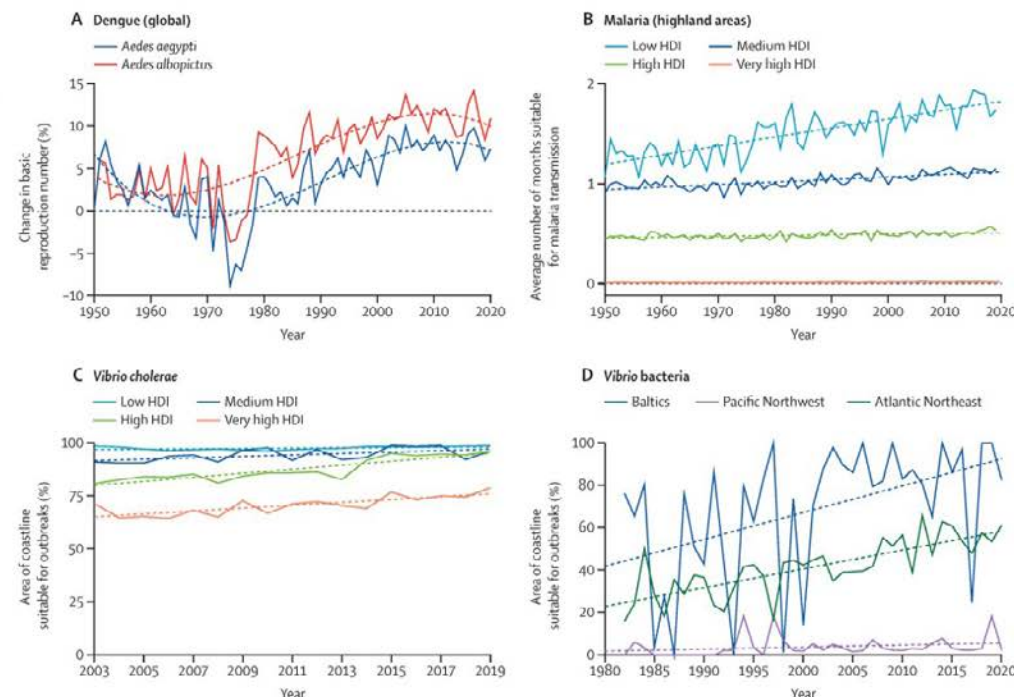 A Dengue (global)
Aedes aegypti
Aedes albopictus
Change in basic
reproduction number (%)
15
10
5
0
−5
−10
1950 1960 1970 1980 1990 2000 2010 2020
Year
B Malaria (highland areas)
Low HDI Medium HDI
High HDI Very high HDI
Average number of months suitable
for malaria transmission
2
1
0
1950 1960 1970 1980 1990 2000 2010 2020
Year
C Vibrio cholerae
Low HDI Medium HDI
High HDI Very high HDI
Area of coastline
suitable for outbreaks (%)
100
75
50
25
0
2003 2005 2007 2009 2011 2013 2015 2017 2019
Year
D Vibrio bacteria
Baltics Pacific Northwest Atlantic Northeast
Area of coastline
suitable for outbreaks (%)
100
80
60
40
20
0
1980 1985 1990 1995 2000 2005 2010 2015 2020
Year